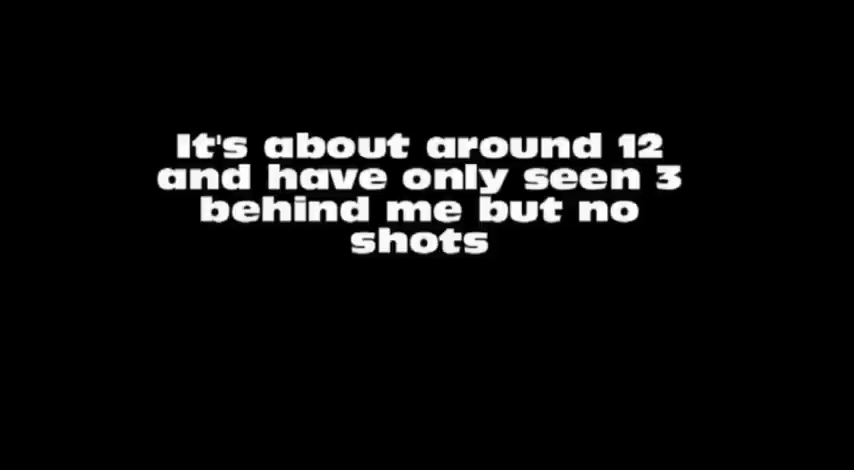 It's about around 12
and have only seen 3
behind me but no
shots